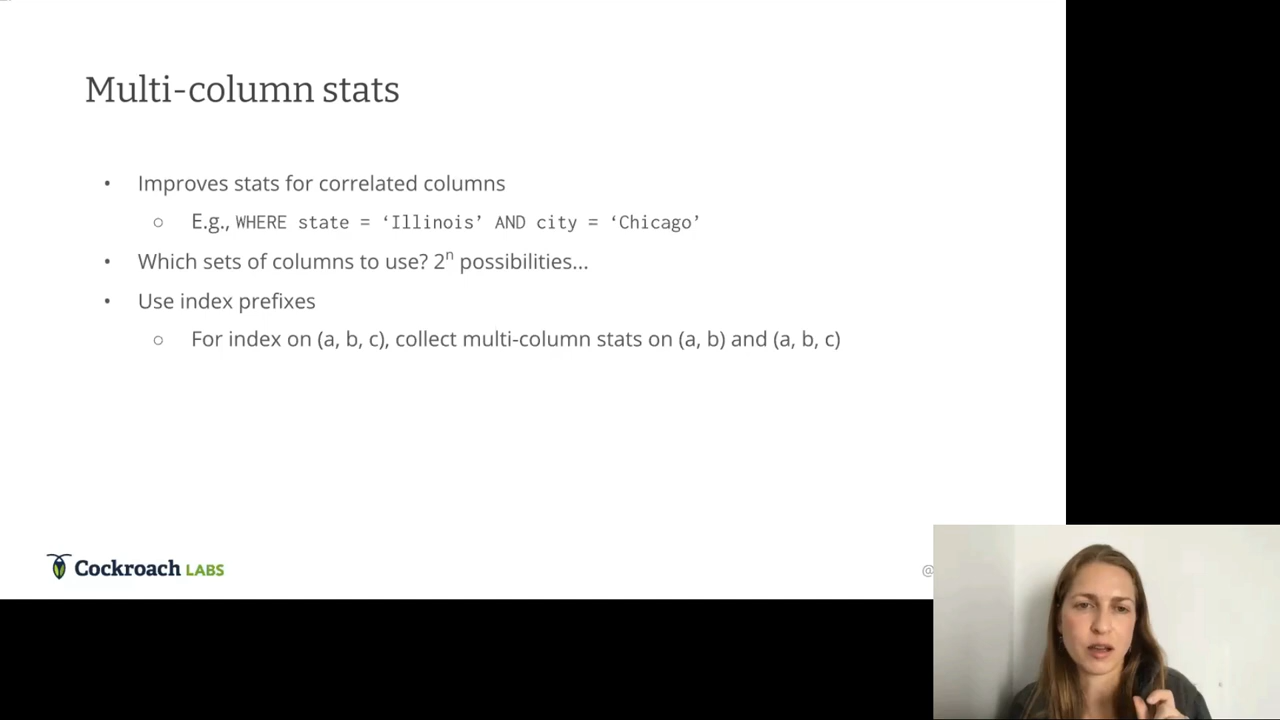 Multi-column stats
• Improves stats for correlated columns
○ E.g., WHERE state = ‘Illinois’ AND city = ‘Chicago’
• Which sets of columns to use? 2ⁿ possibilities...
• Use index prefixes
○ For index on (a, b, c), collect multi-column stats on (a, b) and (a, b, c)
Cockroach LABS
@